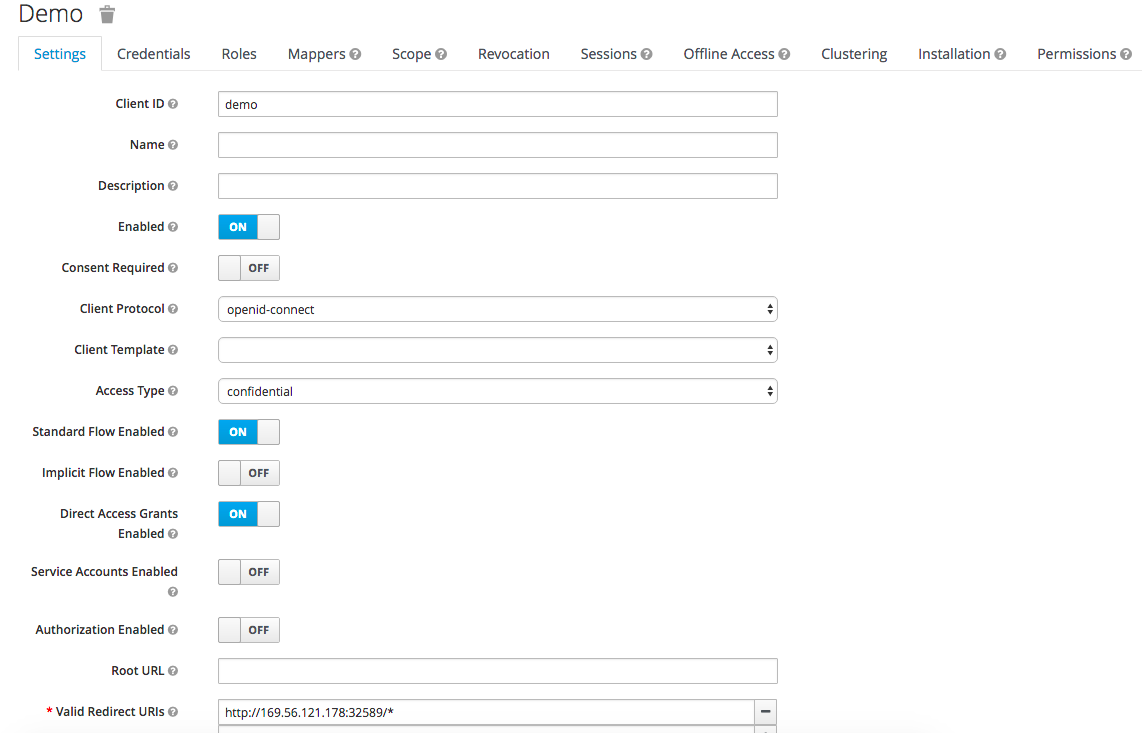 Demo
Settings Credentials Roles Mappers Scope Revocation Sessions Offline Access Clustering Installation Permissions
Client ID demo
Name
Description
Enabled ON
Consent Required OFF
Client Protocol openid-connect
Client Template
Access Type confidential
Standard Flow Enabled ON
Implicit Flow Enabled OFF
Direct Access Grants ON
Enabled
Service Accounts Enabled OFF
Authorization Enabled OFF
Root URL
* Valid Redirect URIs http://169.56.121.178:32589/*